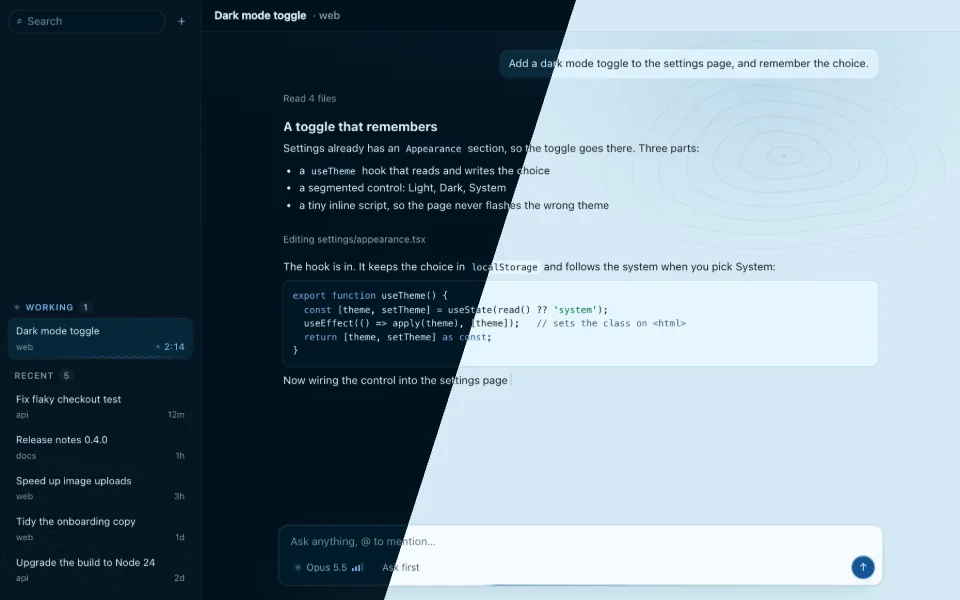 Search +
Dark mode toggle · web
Add a dark mode toggle to the settings page, and remember the choice.
Read 4 files
A toggle that remembers
Settings already has an Appearance section, so the toggle goes there. Three parts:
• a useTheme hook that reads and writes the choice
• a segmented control: Light, Dark, System
• a tiny inline script, so the page never flashes the wrong theme
Editing settings/appearance.tsx
The hook is in. It keeps the choice in localStorage and follows the system when you pick System:
export function useTheme() {
const [theme, setTheme] = useState(read() ?? 'system');
useEffect(() => apply(theme), [theme]); // sets the class on <html>
return [theme, setTheme] as const;
}
Now wiring the control into the settings page
Ask anything, @ to mention…
Opus 5.5 Ask first
WORKING 1
Dark mode toggle
web 2:14
RECENT 5
Fix flaky checkout test
api 12m
Release notes 0.4.0
docs 1h
Speed up image uploads
web 3h
Tidy the onboarding copy
web 1d
Upgrade the build to Node 24
api 2d